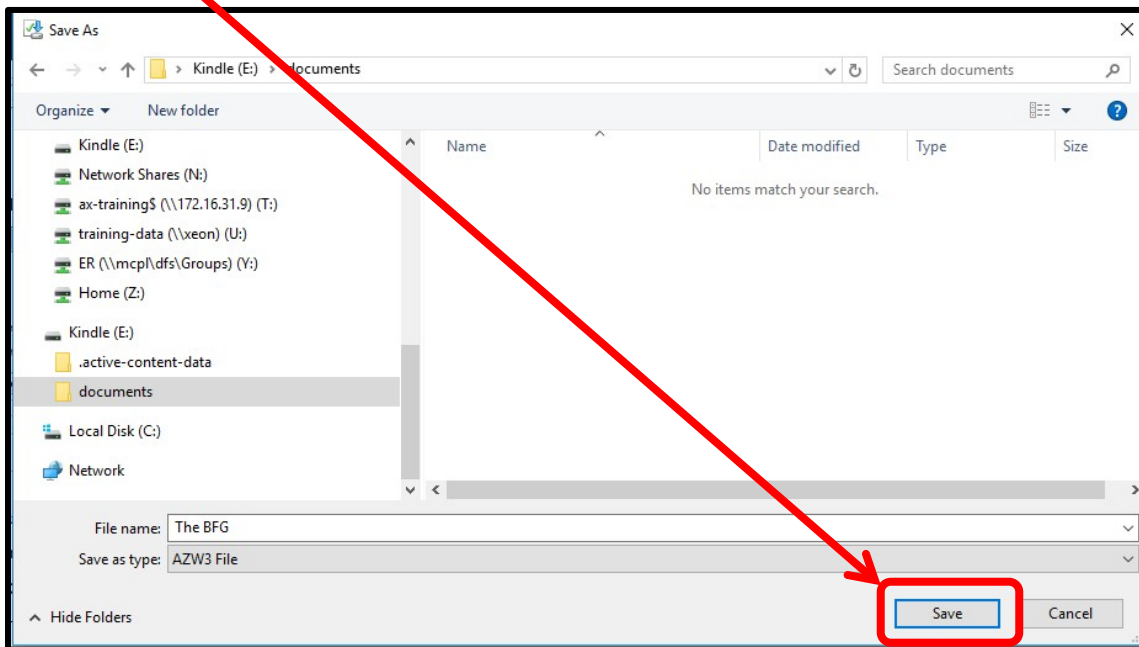 Save As
Kindle (E:) > documents
Search documents
Organize
New folder
?
Name
Date modified
Type
Size
No items match your search.
Kindle (E:)
Network Shares (N:)
ax-training$ (\\172.16.31.9) (T:)
training-data (\\xeon) (U:)
ER (\\mcpl\dfs\Groups) (Y:)
Home (Z:)
Kindle (E:)
.active-content-data
documents
Local Disk (C:)
Network
File name: The BFG
Save as type: AZW3 File
Hide Folders
Save
Cancel